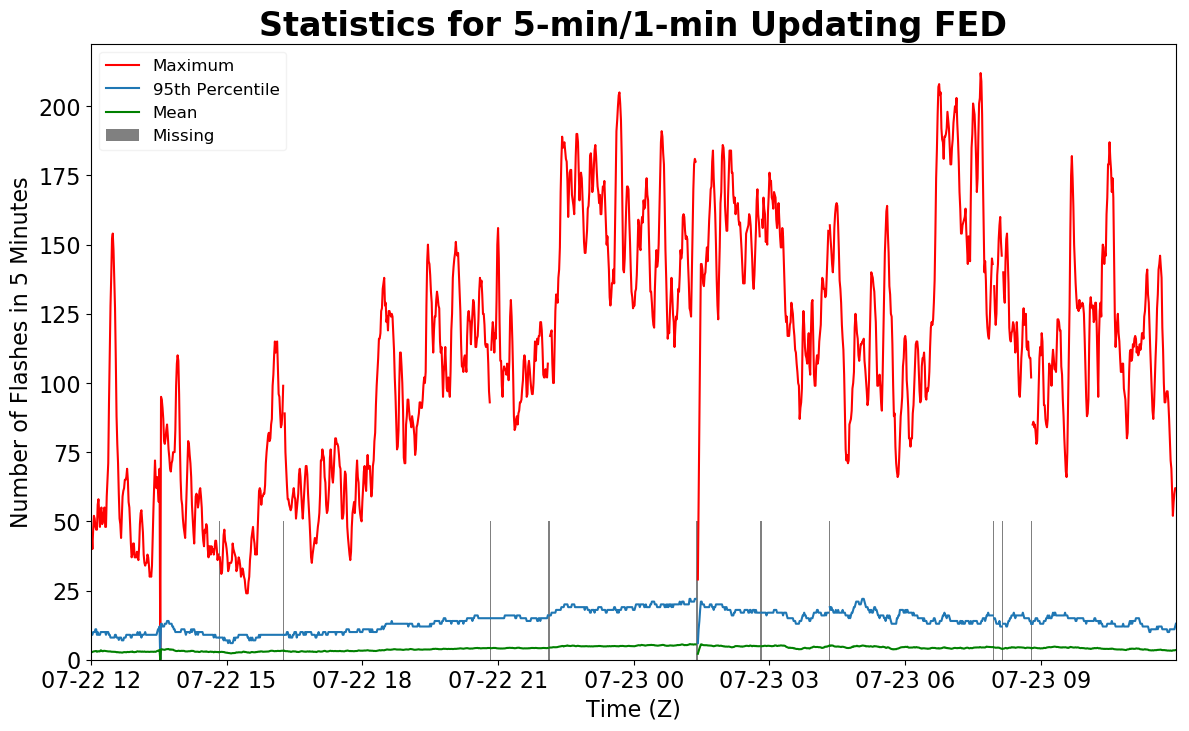 Statistics for 5-min/1-min Updating FED
Maximum
95th Percentile
Mean
Missing
Number of Flashes in 5 Minutes
200
175
150
125
100
75
50
25
0
07-22 12 07-22 15 07-22 18 07-22 21 07-23 00 07-23 03 07-23 06 07-23 09
Time (Z)